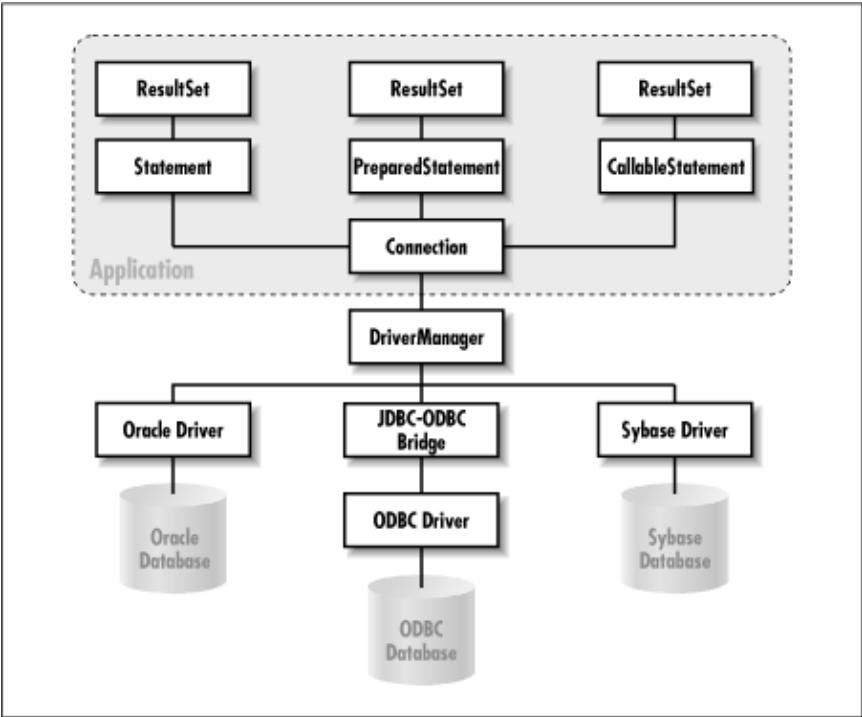 ResultSet
ResultSet
ResultSet
Statement
PreparedStatement
CallableStatement
Connection
Application
DriverManager
Oracle Driver
JDBC-ODBC
Bridge
Sybase Driver
ODBC Driver
Oracle
Database
Sybase
Database
ODBC
Database